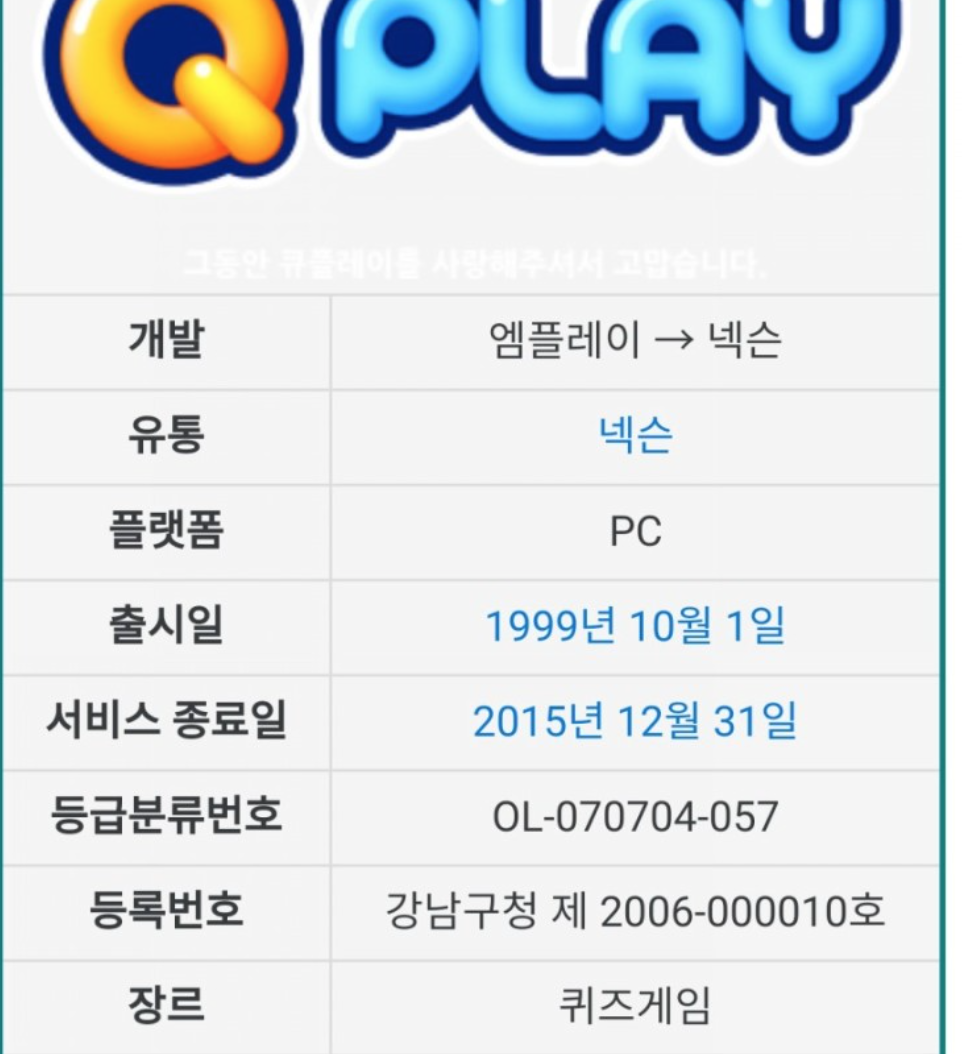 Q PLAY
그동안 큐플레이를 사랑해주셔서 고맙습니다.
개발 엠플레이 → 넥슨
유통 넥슨
플랫폼 PC
출시일 1999년 10월 1일
서비스 종료일 2015년 12월 31일
등급분류번호 OL-070704-057
등록번호 강남구청 제 2006-000010호
장르 퀴즈게임